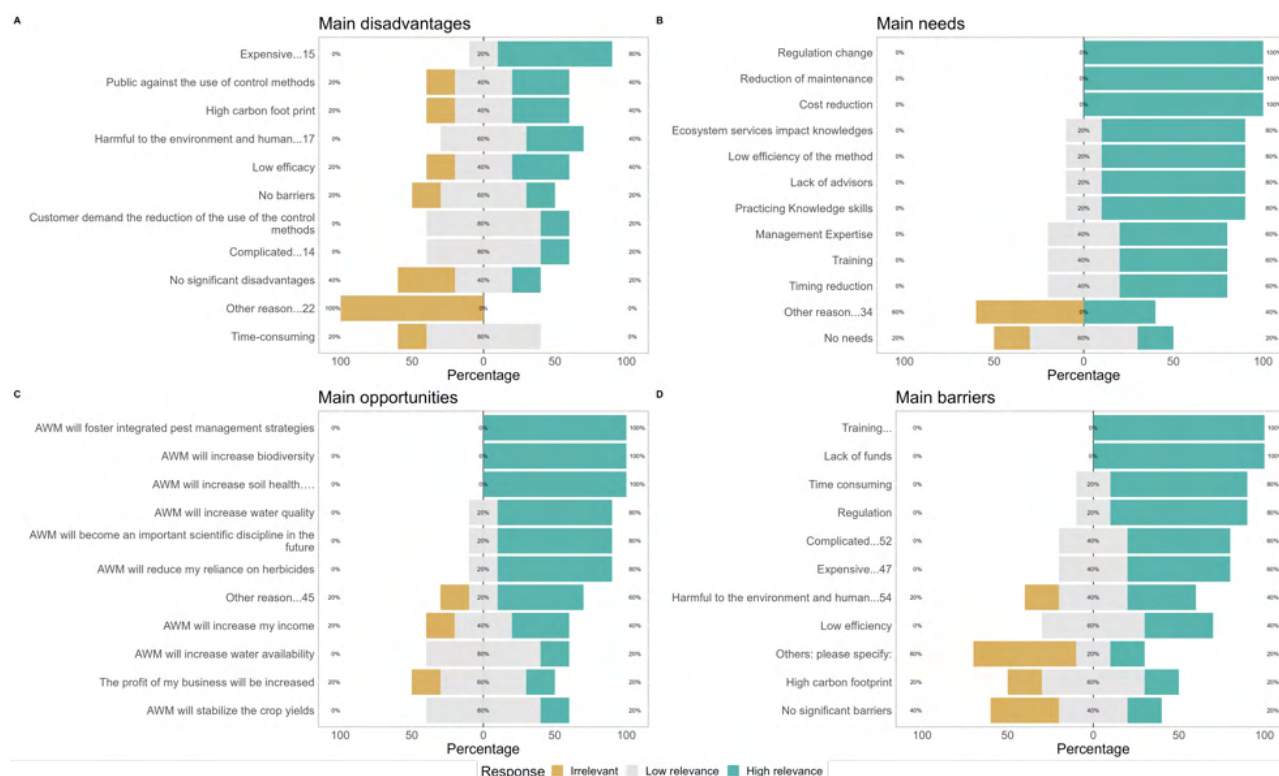 A
Main disadvantages
Expensive...15
0%
20%
80%
Public against the use of control methods
20%
40%
40%
High carbon foot print
20%
40%
40%
Harmful to the environment and human...17
0%
60%
40%
Low efficacy
20%
40%
40%
No barriers
20%
60%
20%
Customer demand the reduction of the use of the control
methods
0%
80%
20%
Complicated...14
0%
80%
20%
No significant disadvantages
40%
40%
20%
Other reason...22
100%
0%
0%
Time-consuming
20%
80%
0%
100 50 0 50 100
Percentage
B
Main needs
Regulation change
0%
0%
100%
Reduction of maintenance
0%
0%
100%
Cost reduction
0%
0%
100%
Ecosystem services impact knowledges
0%
20%
80%
Low efficiency of the method
0%
20%
80%
Lack of advisors
0%
20%
80%
Practicing Knowledge skills
0%
20%
80%
Management Expertise
0%
40%
60%
Training
0%
40%
60%
Timing reduction
0%
40%
60%
Other reason...34
60%
0%
40%
No needs
20%
60%
20%
100 50 0 50 100
Percentage
C
Main opportunities
AWM will foster integrated pest management strategies
0%
0%
100%
AWM will increase biodiversity
0%
0%
100%
AWM will increase soil health....
0%
0%
100%
AWM will increase water quality
0%
20%
80%
AWM will become an important scientific discipline in the
future
0%
20%
80%
AWM will reduce my reliance on herbicides
0%
20%
80%
Other reason...45
20%
20%
60%
AWM will increase my income
20%
40%
40%
AWM will increase water availability
0%
80%
20%
The profit of my business will be increased
20%
60%
20%
AWM will stabilize the crop yields
0%
80%
20%
100 50 0 50 100
Percentage
D
Main barriers
Training...
0%
0%
100%
Lack of funds
0%
0%
100%
Time consuming
0%
20%
80%
Regulation
0%
20%
80%
Complicated...52
0%
40%
60%
Expensive...47
0%
40%
60%
Harmful to the environment and human...54
20%
40%
40%
Low efficiency
0%
60%
40%
Others: please specify:
60%
20%
20%
High carbon footprint
20%
60%
20%
No significant barriers
40%
40%
20%
100 50 0 50 100
Percentage
Response Irrelevant Low relevance High relevance